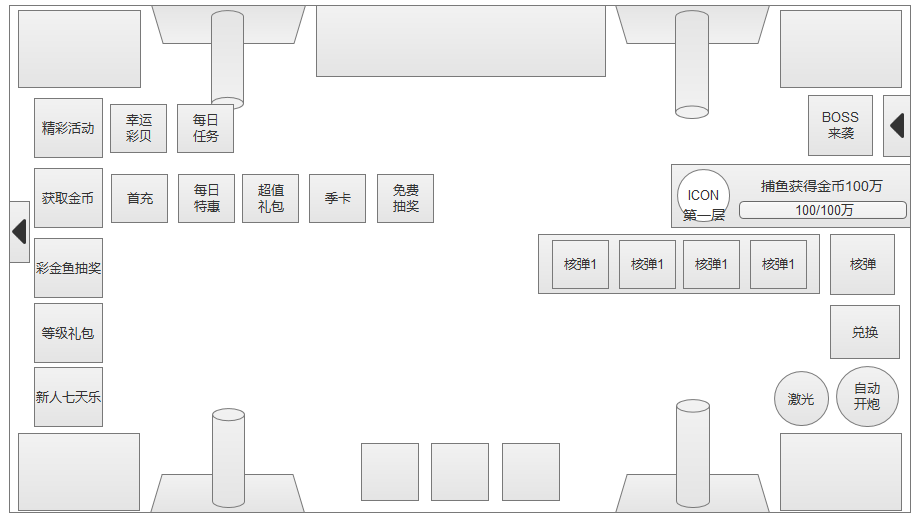 精彩活动
幸运
彩贝
每日
任务
BOSS
来袭
获取金币
首充
每日
特惠
超值
礼包
季卡
免费
抽奖
ICON
第一层
捕鱼获得金币100万
100/100万
彩金鱼抽奖
核弹1
核弹1
核弹1
核弹1
核弹
等级礼包
兑换
新人七天乐
激光
自动
开炮